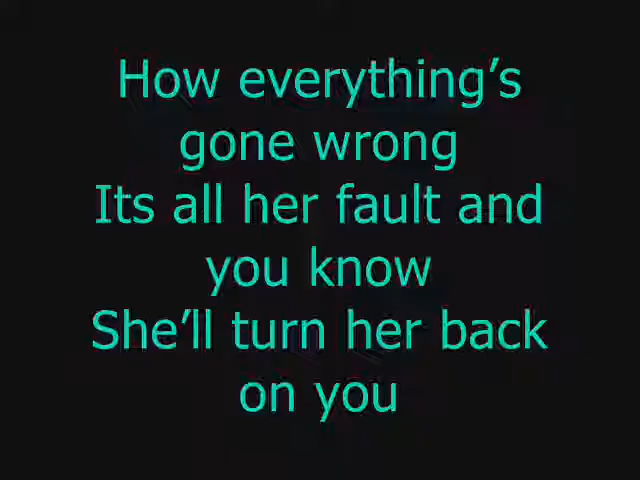 How everything’s
gone wrong
Its all her fault and
you know
She’ll turn her back
on you